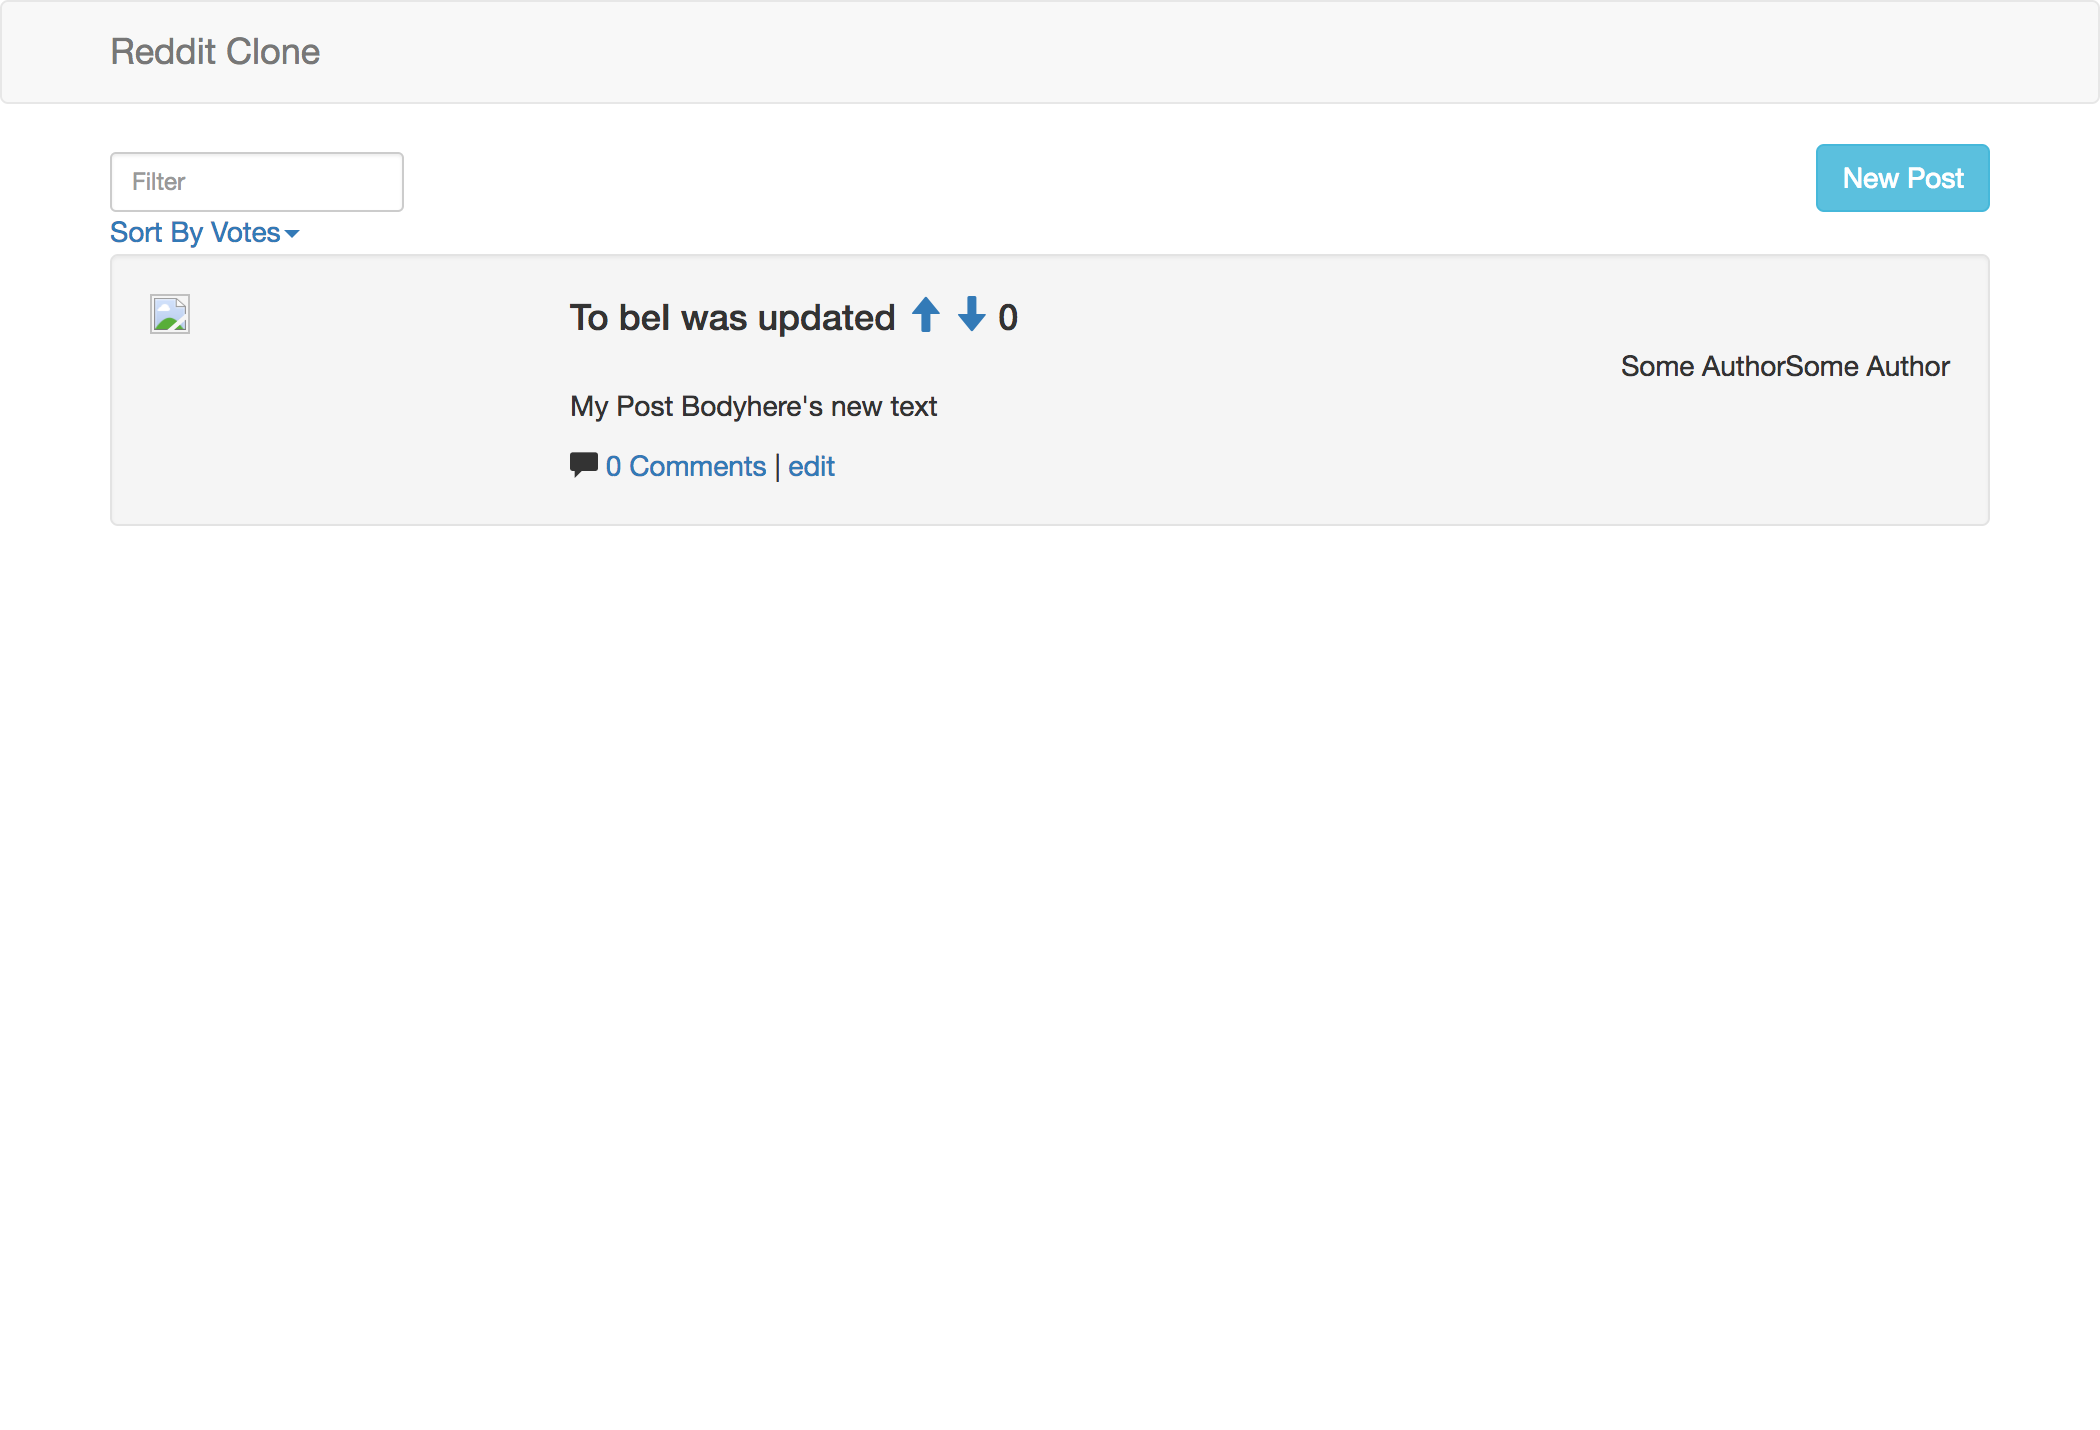 Reddit Clone
Filter
New Post
Sort By Votes
To bel was updated 0
Some AuthorSome Author
My Post Bodyhere's new text
0 Comments | edit